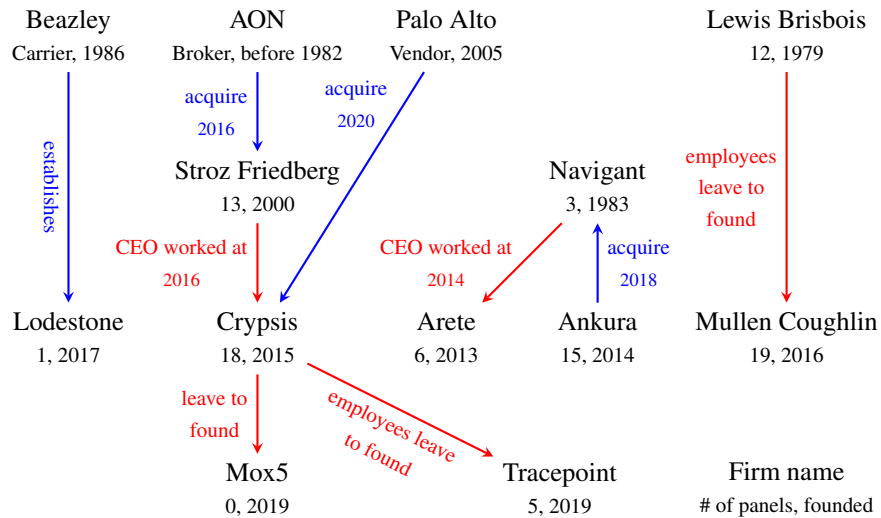 Beazley
Carrier, 1986
AON
Broker, before 1982
Palo Alto
Vendor, 2005
Lewis Brisbois
12, 1979
establishes
acquire
2016
acquire
2020
Stroz Friedberg
13, 2000
Navigant
3, 1983
employees
leave to
found
CEO worked at
2016
CEO worked at
2014
acquire
2018
Lodestone
1, 2017
Crypsis
18, 2015
Arete
6, 2013
Ankura
15, 2014
Mullen Coughlin
19, 2016
leave to
found
employees leave
to found
Mox5
0, 2019
Tracepoint
5, 2019
Firm name
# of panels, founded